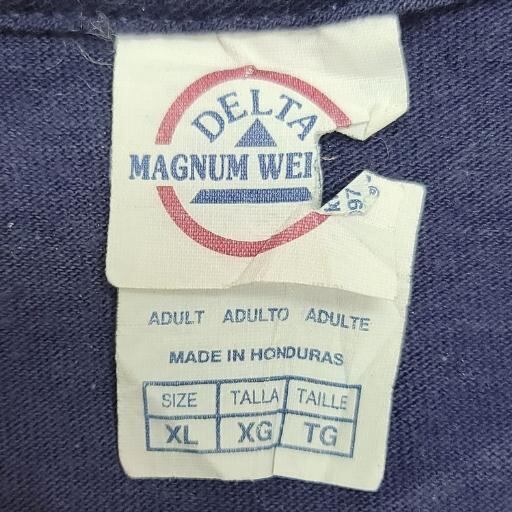 DELTA
MAGNUM WEI
ADULT ADULTO ADULTE
MADE IN HONDURAS
SIZE TALLA TAILLE
XL XG TG